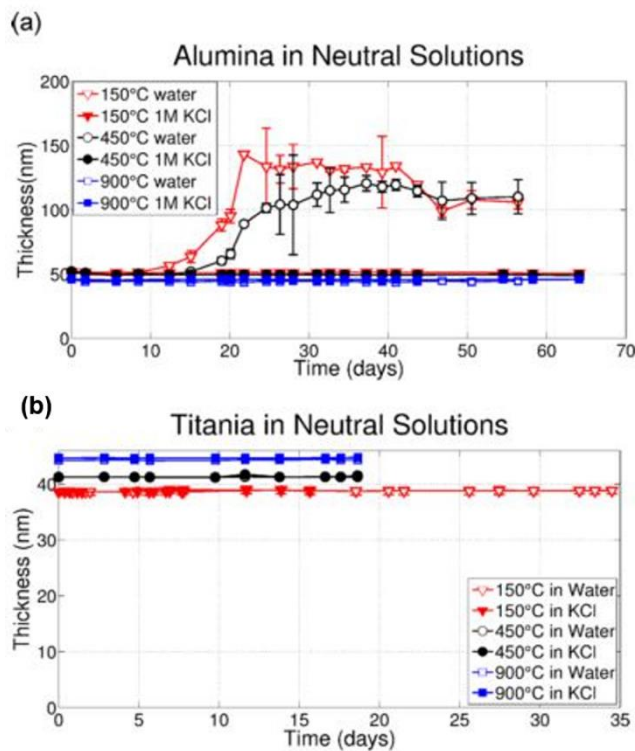 (a)
Alumina in Neutral Solutions
200
150
100
50
0
Thickness(nm)
150°C water
150°C 1M KCl
450°C water
450°C 1M KCl
900°C water
900°C 1M KCl
0 10 20 30 40 50 60 70
Time (days)
(b)
Titania in Neutral Solutions
40
30
20
10
0
Thickness (nm)
150°C in Water
150°C in KCl
450°C in Water
450°C in KCl
900°C in Water
900°C in KCl
0 5 10 15 20 25 30 35
Time (days)